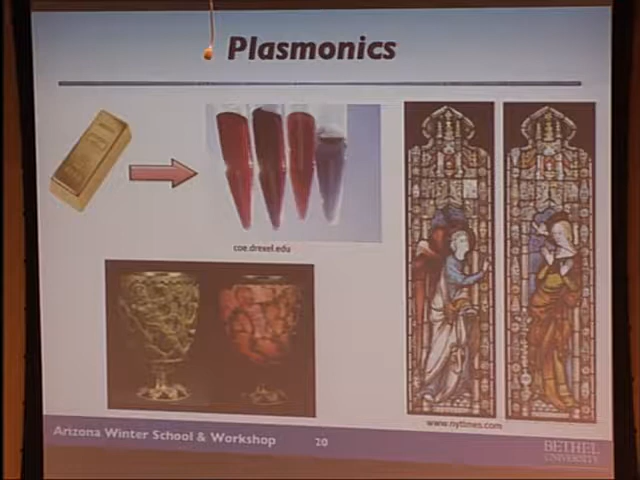 Plasmonics
coe.drexel.edu
www.nytimes.com
Arizona Winter School & Workshop
20
BETHEL
UNIVERSITY